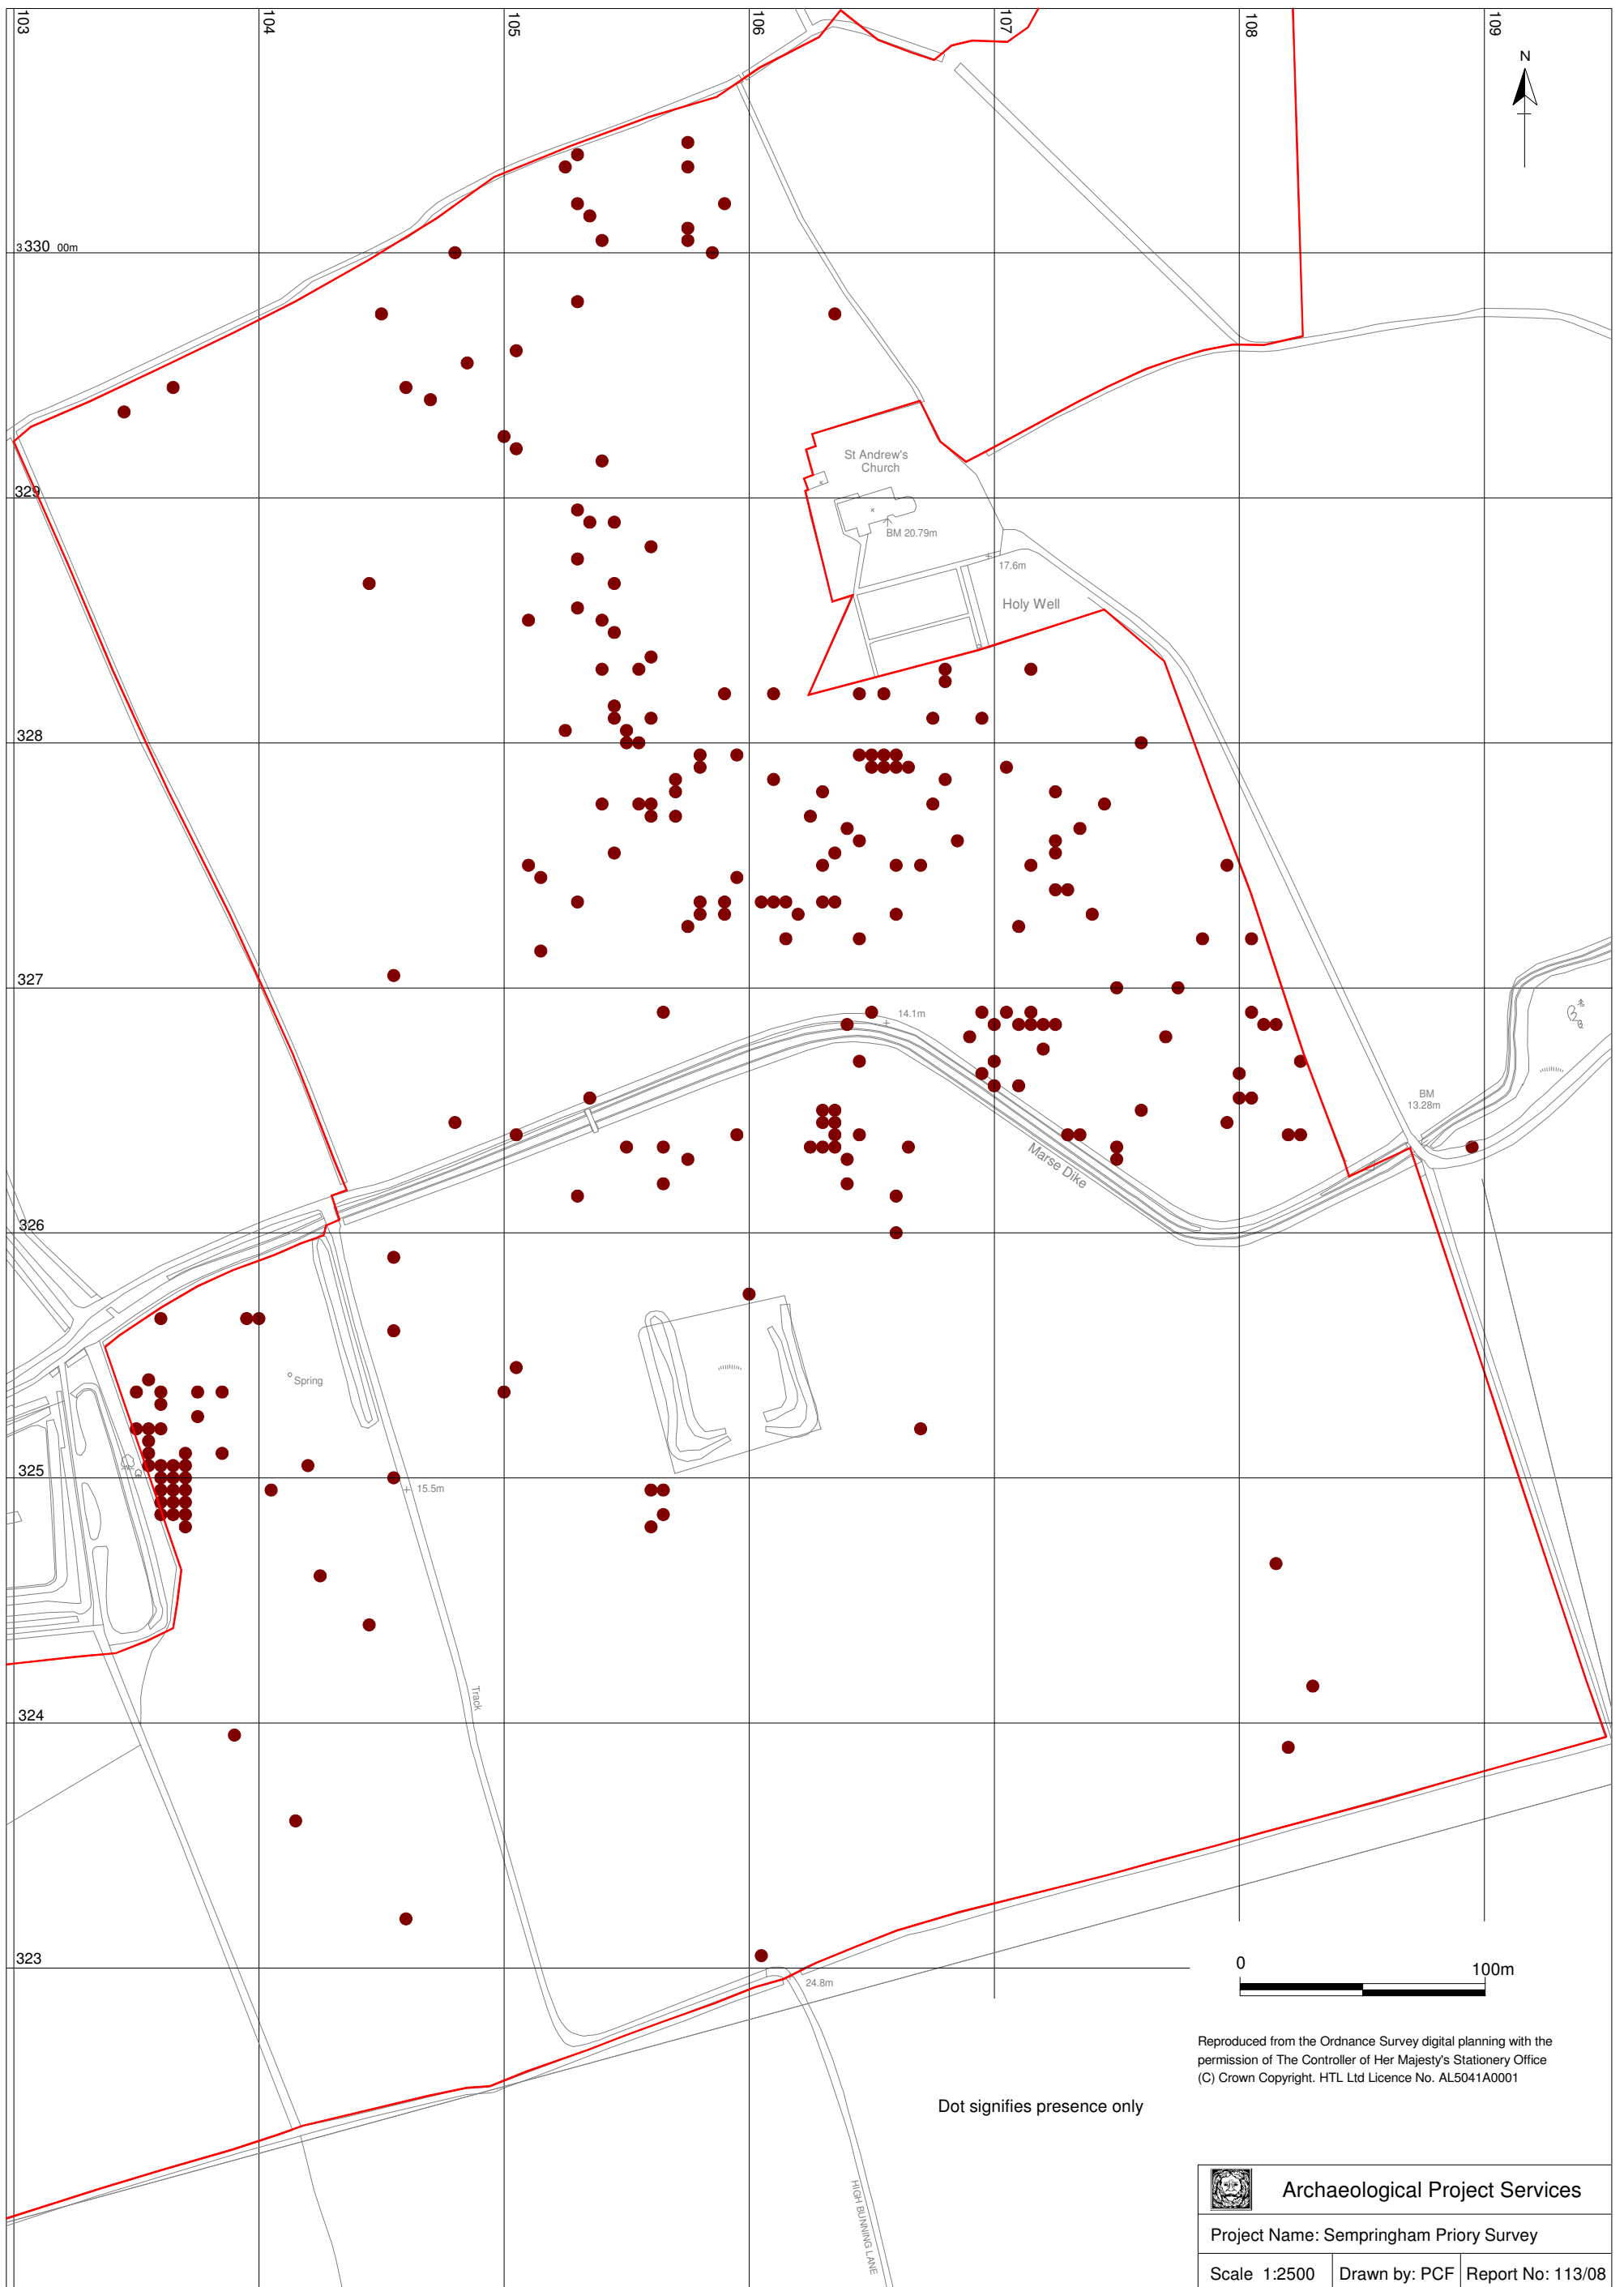 103
104
105
106
107
108
109
N
3 330 00m
329
328
327
326
325
324
323
St Andrew's
Church
BM 20.79m
17.6m
Holy Well
14.1m
Marse Dike
BM
13.28m
Spring
15.5m
Track
24.8m
HIGH BUNNING LANE
0
100m
Reproduced from the Ordnance Survey digital planning with the
permission of The Controller of Her Majesty's Stationery Office
(C) Crown Copyright. HTL Ltd Licence No. AL5041A0001
Dot signifies presence only
Archaeological Project Services
Project Name: Sempringham Priory Survey
Scale 1:2500
Drawn by: PCF
Report No: 113/08